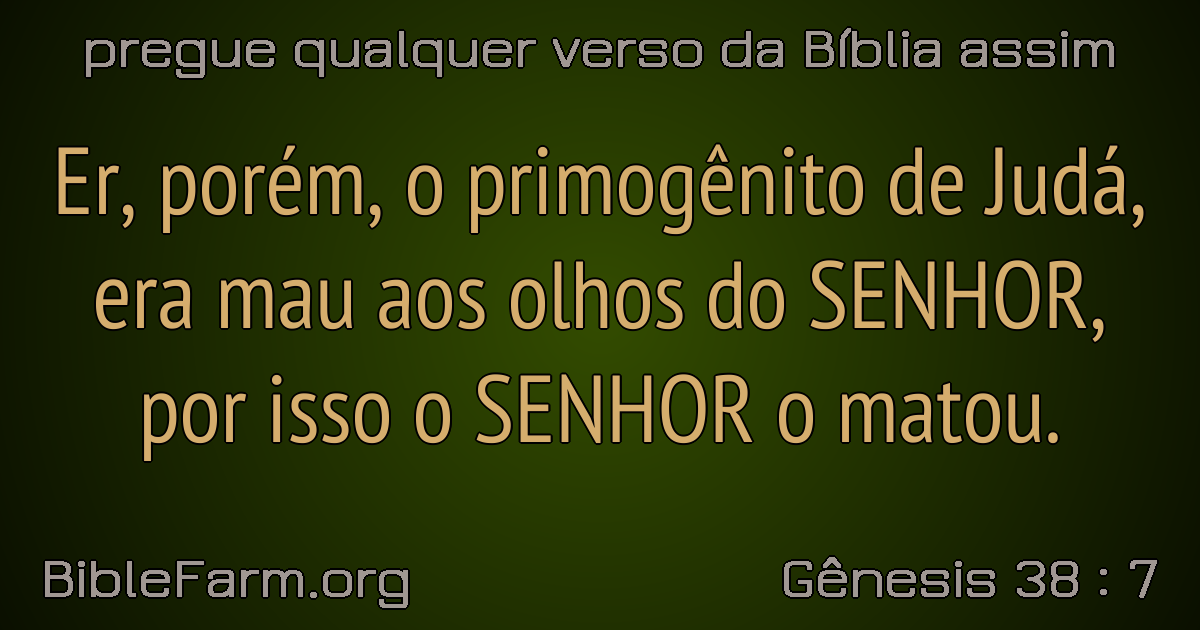 pregue qualquer verso da Bíblia assim
Er, porém, o primogênito de Judá,
era mau aos olhos do SENHOR,
por isso o SENHOR o matou.
BibleFarm.org
Gênesis 38 : 7